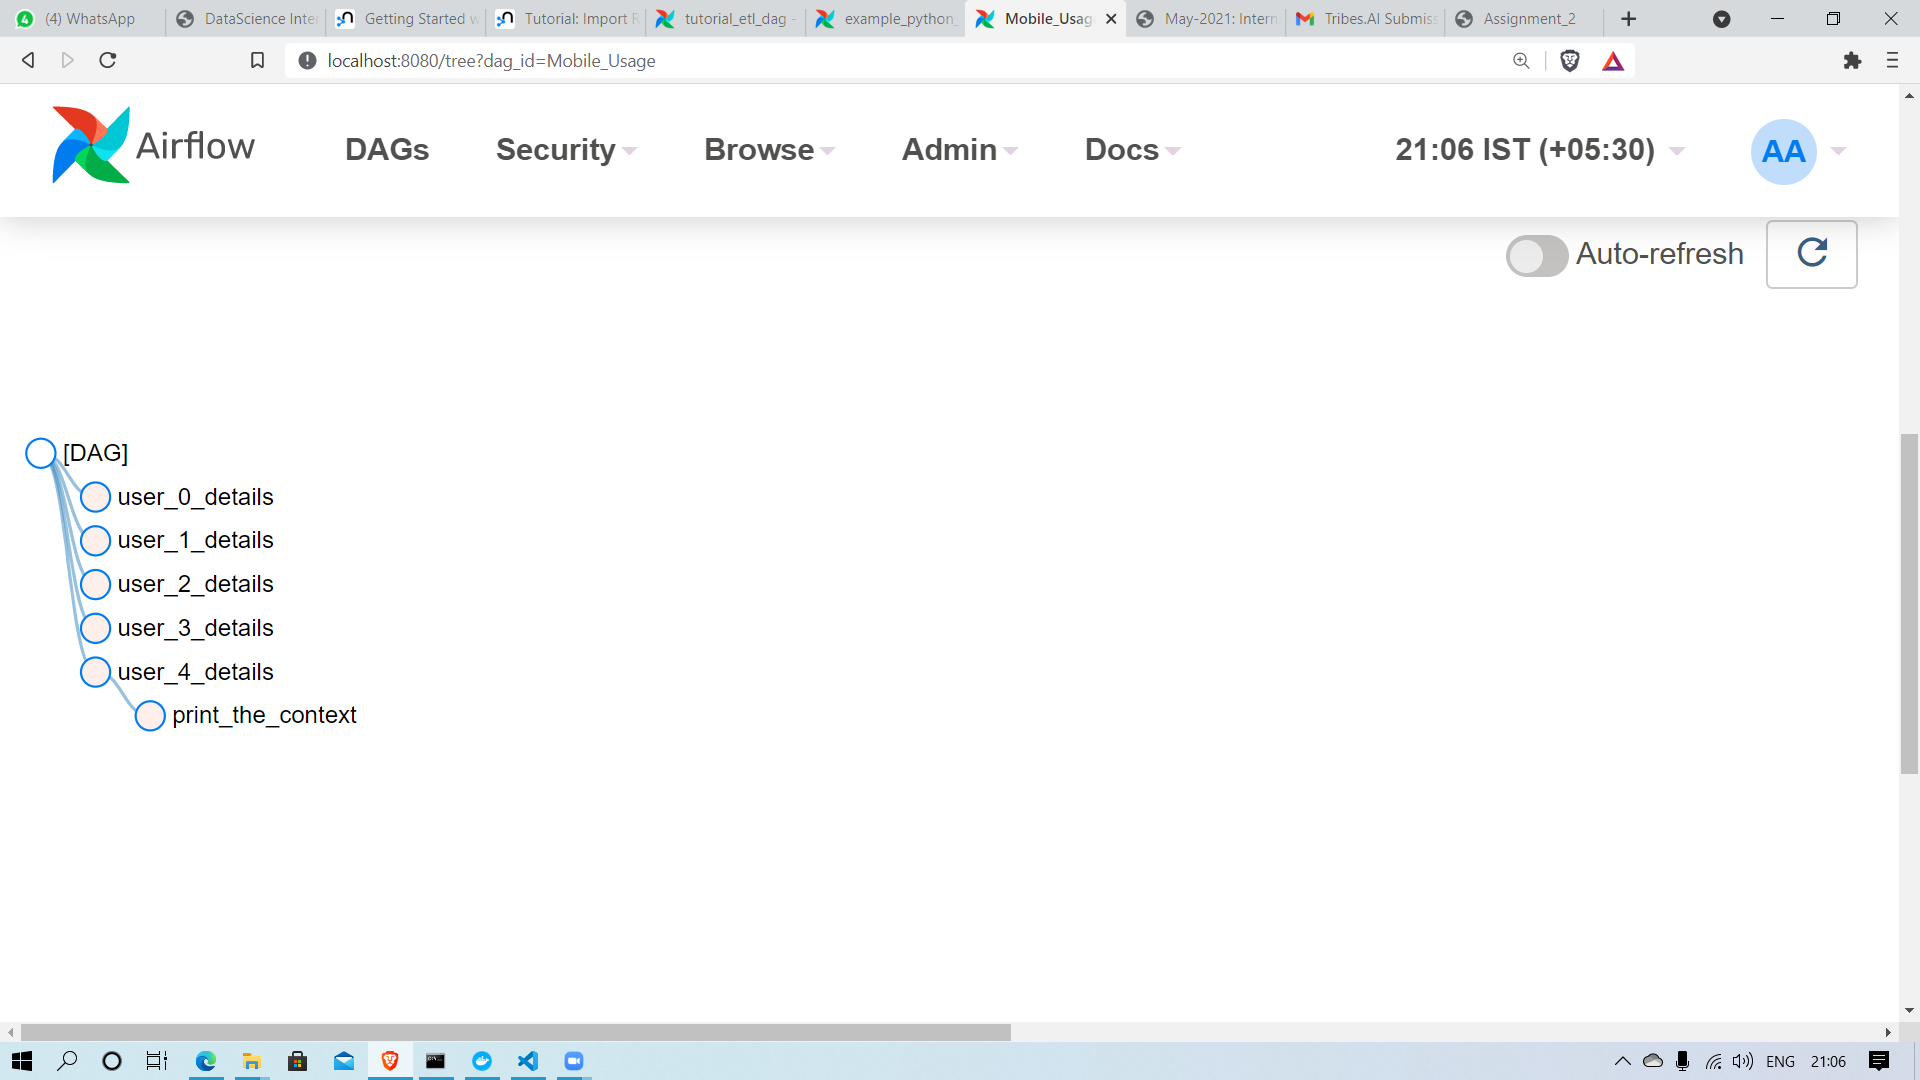 (4) WhatsApp
DataScience Inter
Getting Started w
Tutorial: Import R
tutorial_etl_dag -
example_python_
Mobile_Usag
May-2021: Intern
Tribes.AI Submiss
Assignment_2
localhost:8080/tree?dag_id=Mobile_Usage
Airflow
DAGs
Security
Browse
Admin
Docs
21:06 IST (+05:30)
AA
Auto-refresh
[DAG]
user_0_details
user_1_details
user_2_details
user_3_details
user_4_details
print_the_context
ENG
21:06